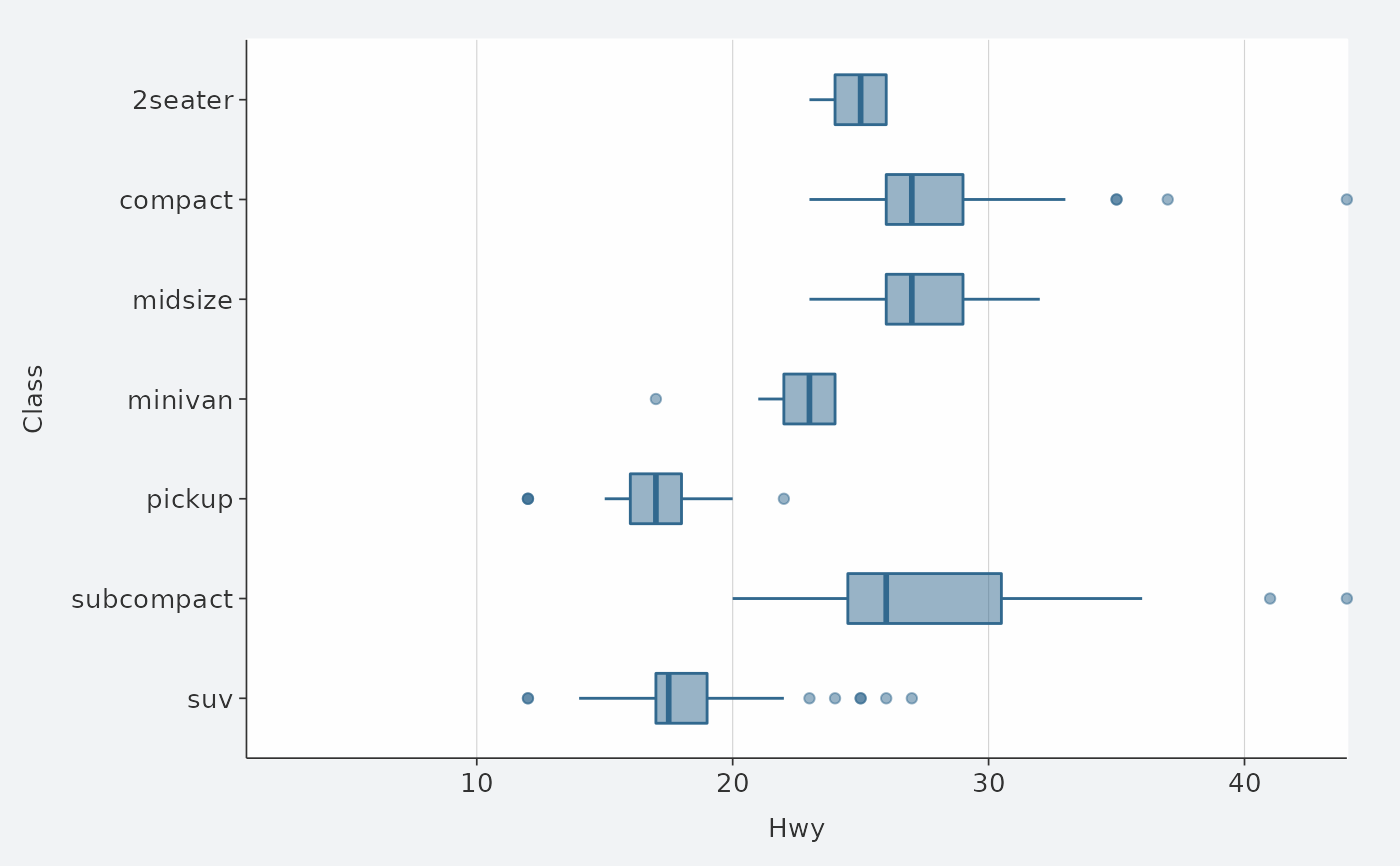 2seater
compact
midsize
minivan
pickup
subcompact
suv
Class
10 20 30 40
Hwy